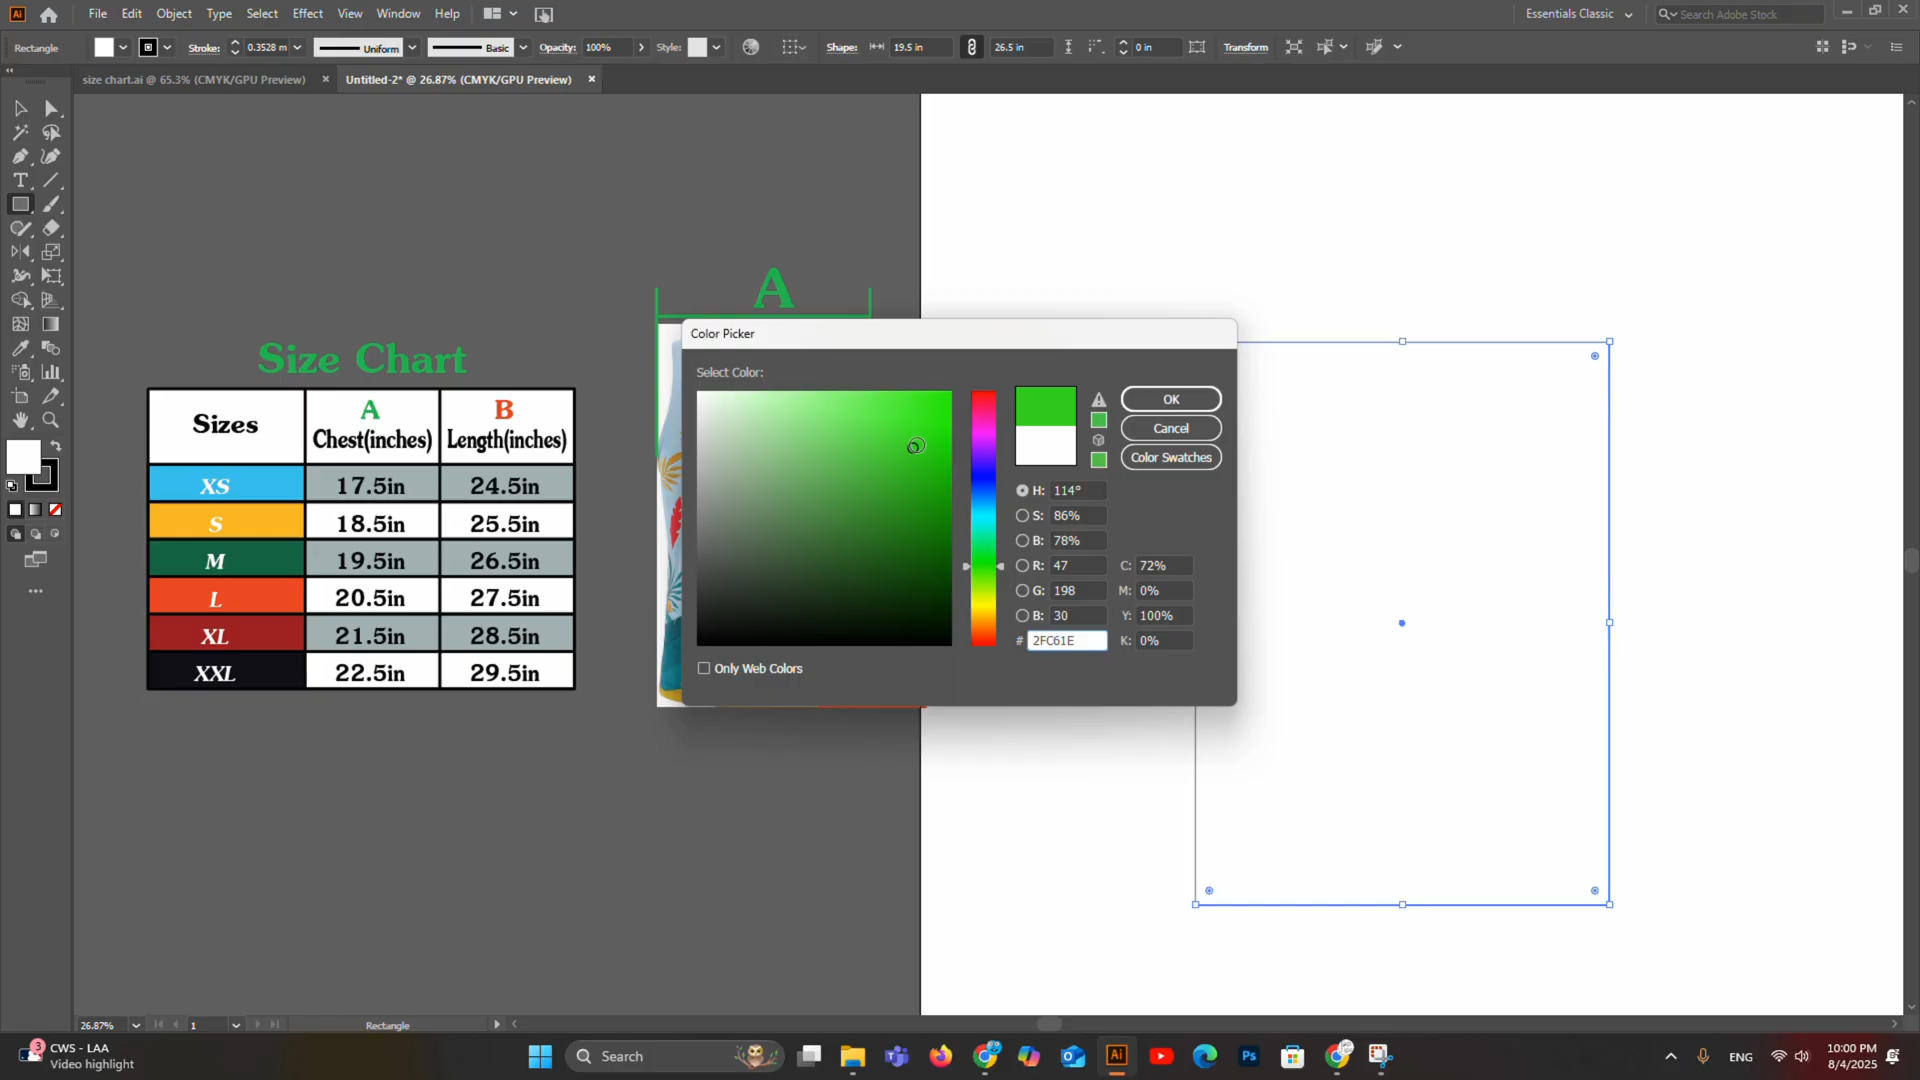 Ai File Edit Object Type Select Effect View Window Help Essentials Classic Search Adobe Stock
Rectangle Stroke: 0.3528 m Uniform Basic Opacity: 100% Style: Shape: 19.5 in 26.5 in 0 in Transform
size chart.ai @ 65.3% (CMYK/GPU Preview) × Untitled-2* @ 26.87% (CMYK/GPU Preview) ×
A
Size Chart
Sizes A Chest(inches) B Length(inches)
XS 17.5in 24.5in
S 18.5in 25.5in
M 19.5in 26.5in
L 20.5in 27.5in
XL 21.5in 28.5in
XXL 22.5in 29.5in
Color Picker
Select Color:
OK
Cancel
Color Swatches
H: 114°
S: 86%
B: 78%
R: 47 C: 72%
G: 198 M: 0%
B: 30 Y: 100%
# 2FC61E K: 0%
Only Web Colors
26.87% 1 Rectangle
3 CWS - LAA
Video highlight
Search
Ai
Ps
ENG
10:00 PM
8/4/2025